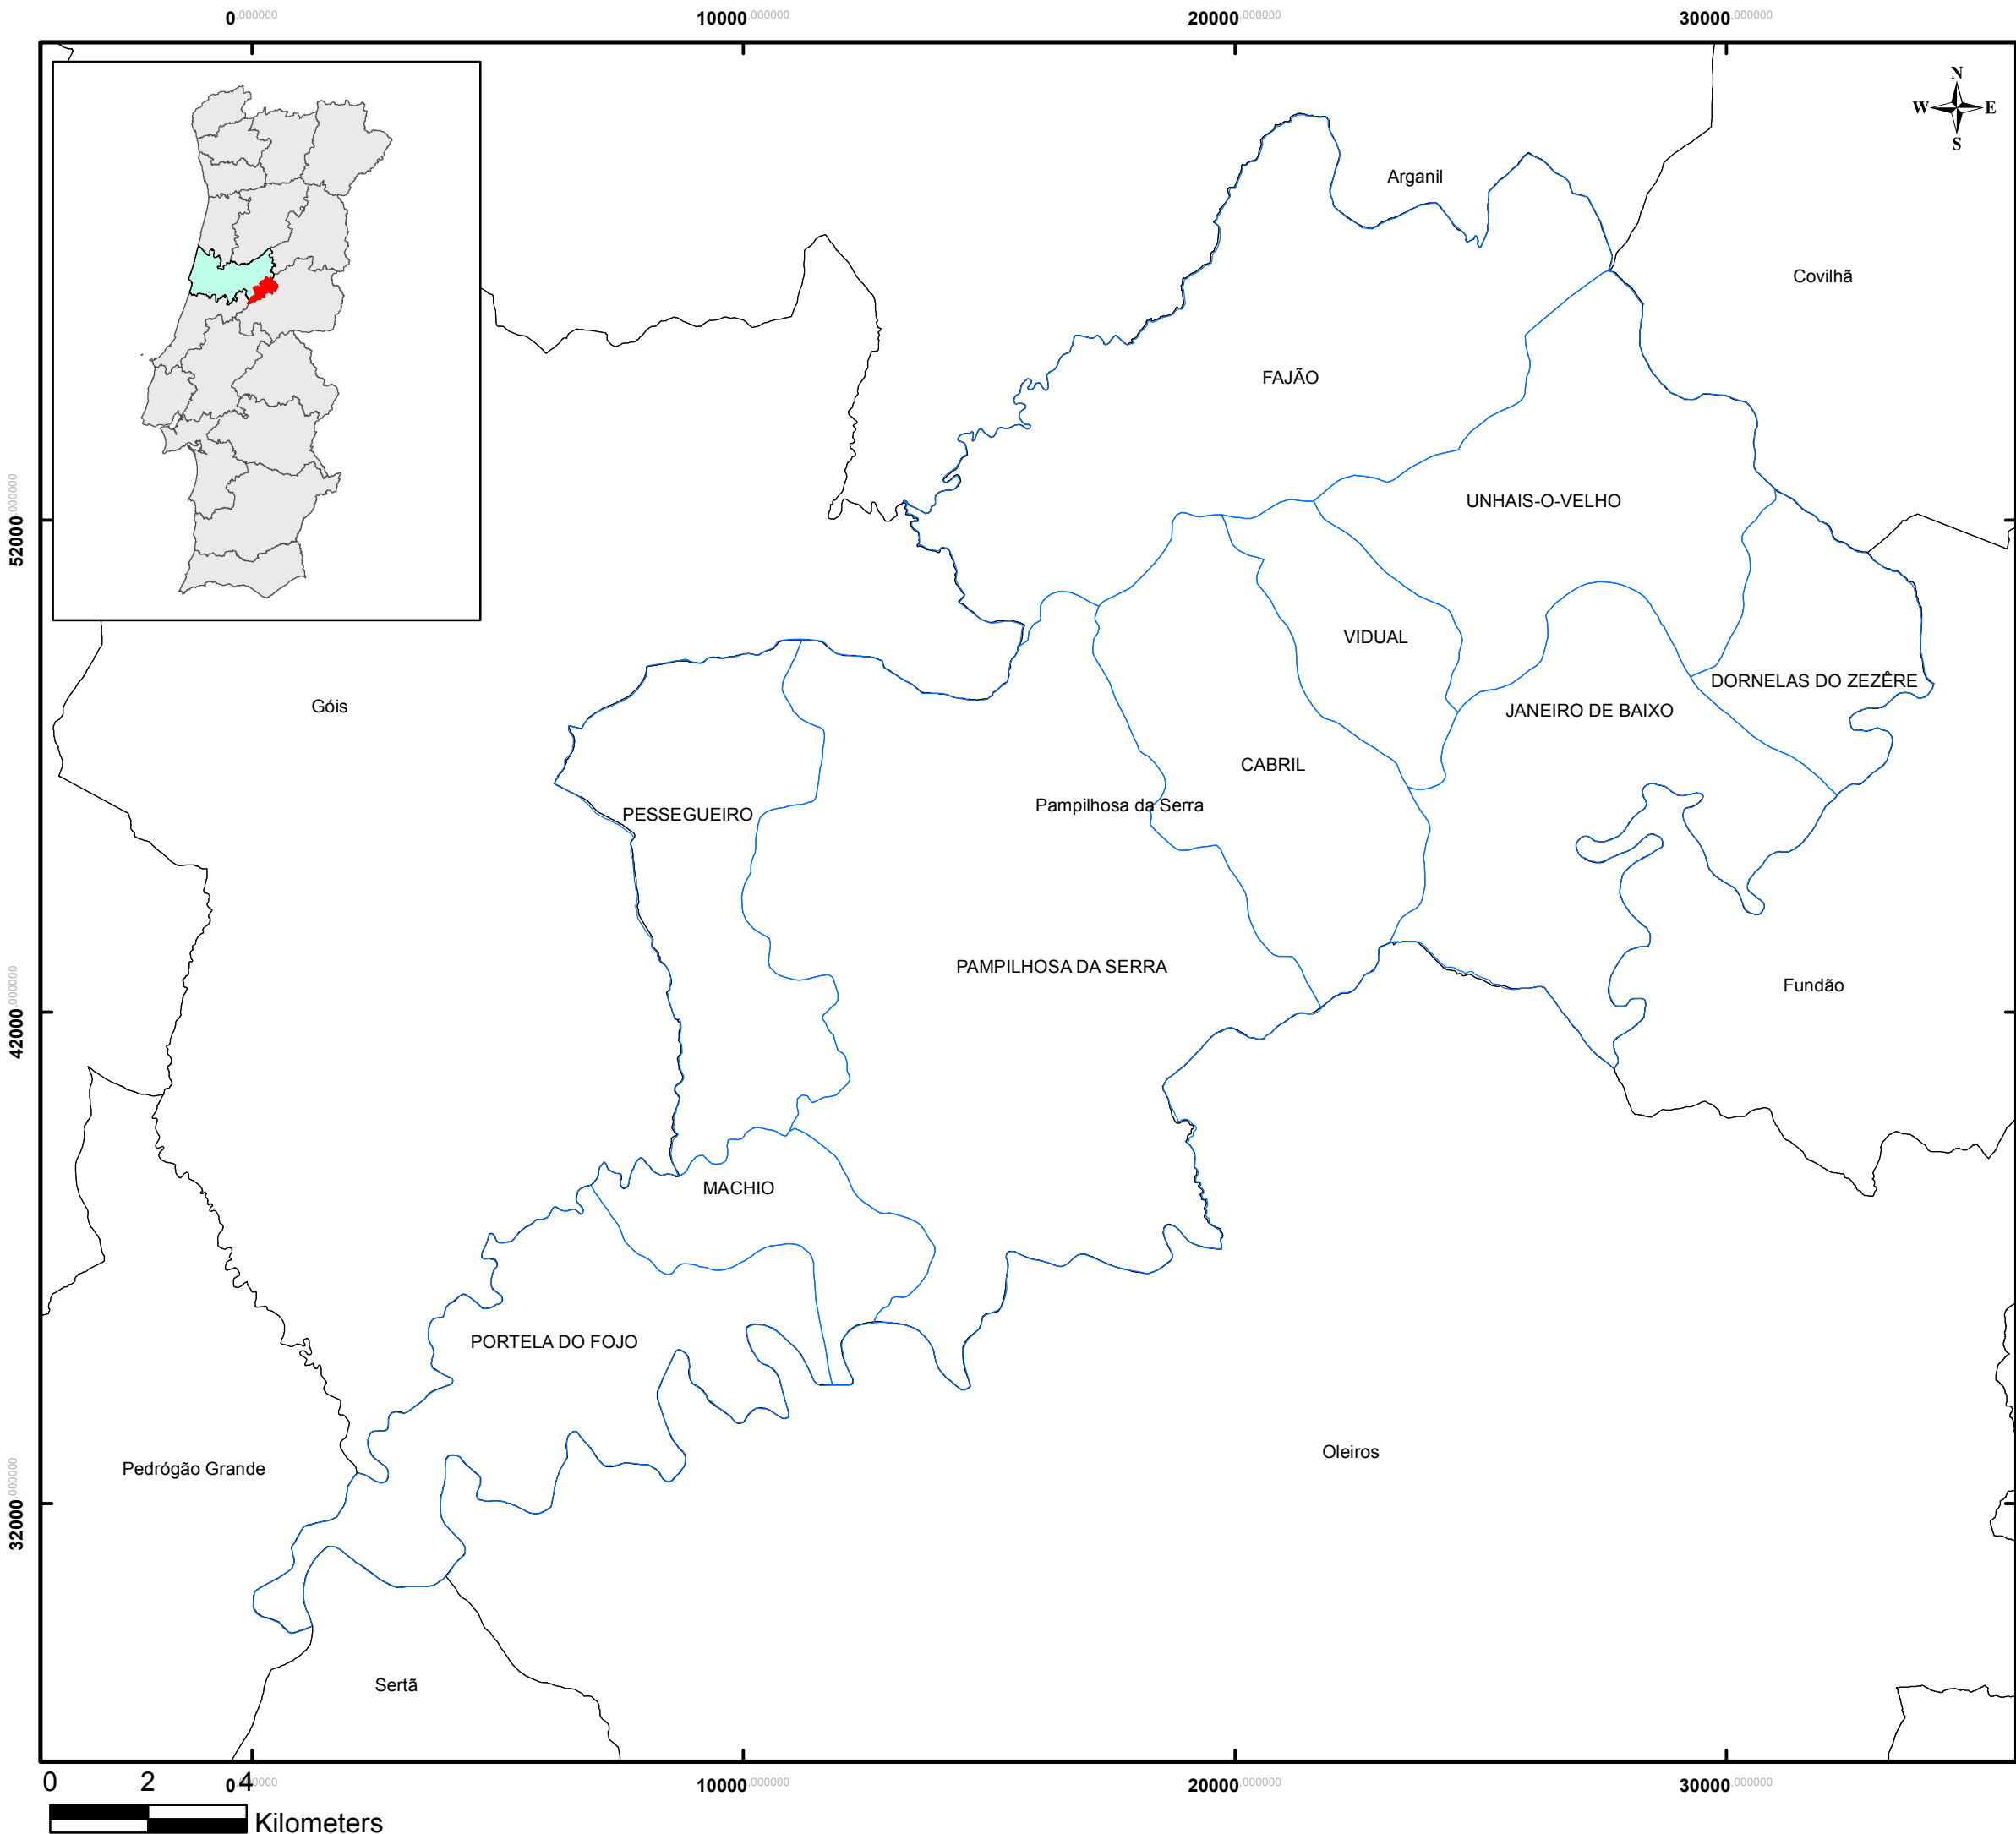 0,000000 10000,000000 20000,000000 30000,000000
N
W E
S
Arganil
Covilhã
FAJÃO
52000,000000
UNHAIS-O-VELHO
VIDUAL
DORNELAS DO ZEZÊRE
Góis
JANEIRO DE BAIXO
CABRIL
Pampilhosa da Serra
PESSEGUEIRO
PAMPILHOSA DA SERRA
Fundão
42000,000000
MACHIO
PORTELA DO FOJO
Oleiros
Pedrógão Grande
32000,000000
Sertã
0 2 4
0,000000 10000,000000 20000,000000 30000,000000
Kilometers